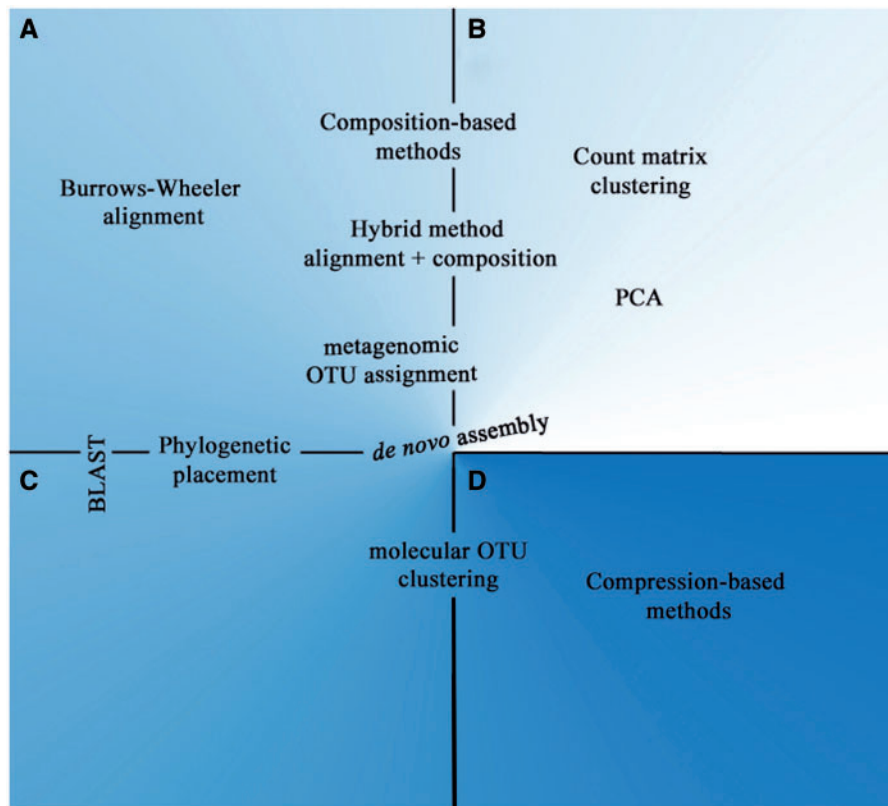 A
B
Composition-based
methods
Count matrix
clustering
Burrows-Wheeler
alignment
Hybrid method
alignment + composition
PCA
metagenomic
OTU assignment
de novo assembly
BLAST
Phylogenetic
placement
C
D
molecular OTU
clustering
Compression-based
methods